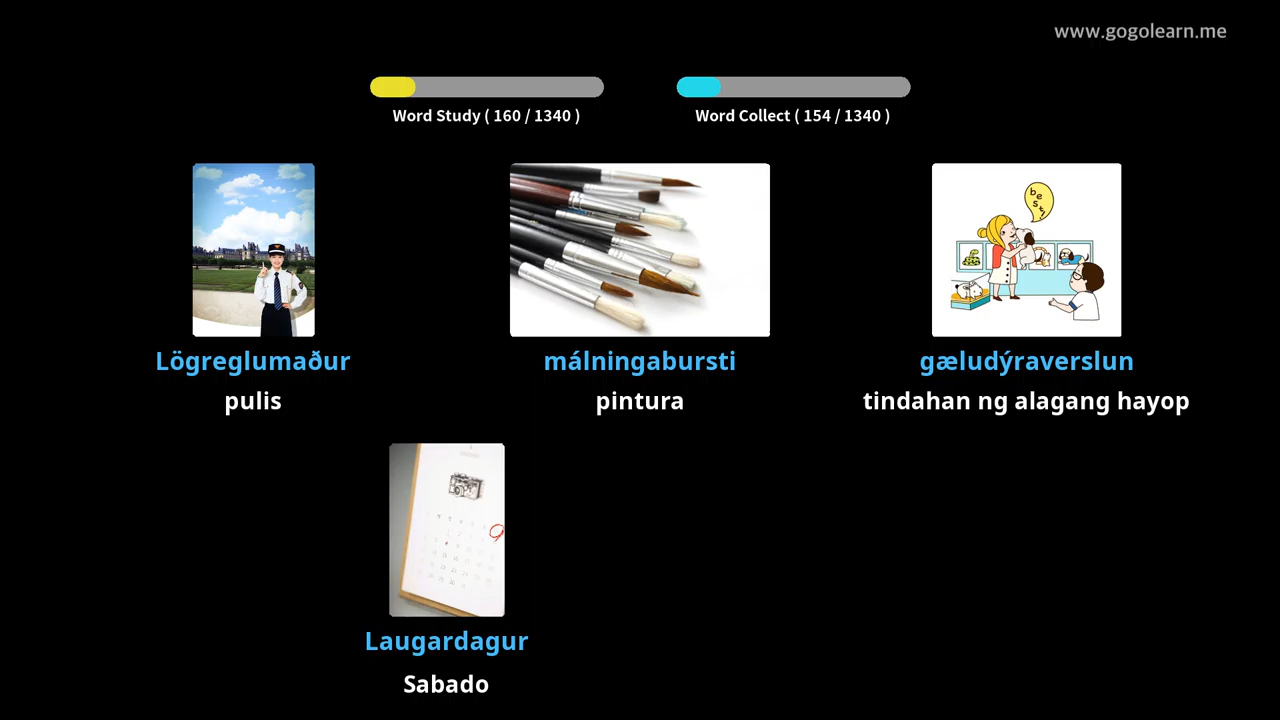 www.gogolearn.me
Word Study ( 160 / 1340 )
Word Collect ( 154 / 1340 )
best
Lögreglumaður
málningabursti
gæludýraverslun
pulis
pintura
tindahan ng alagang hayop
Laugardagur
Sabado